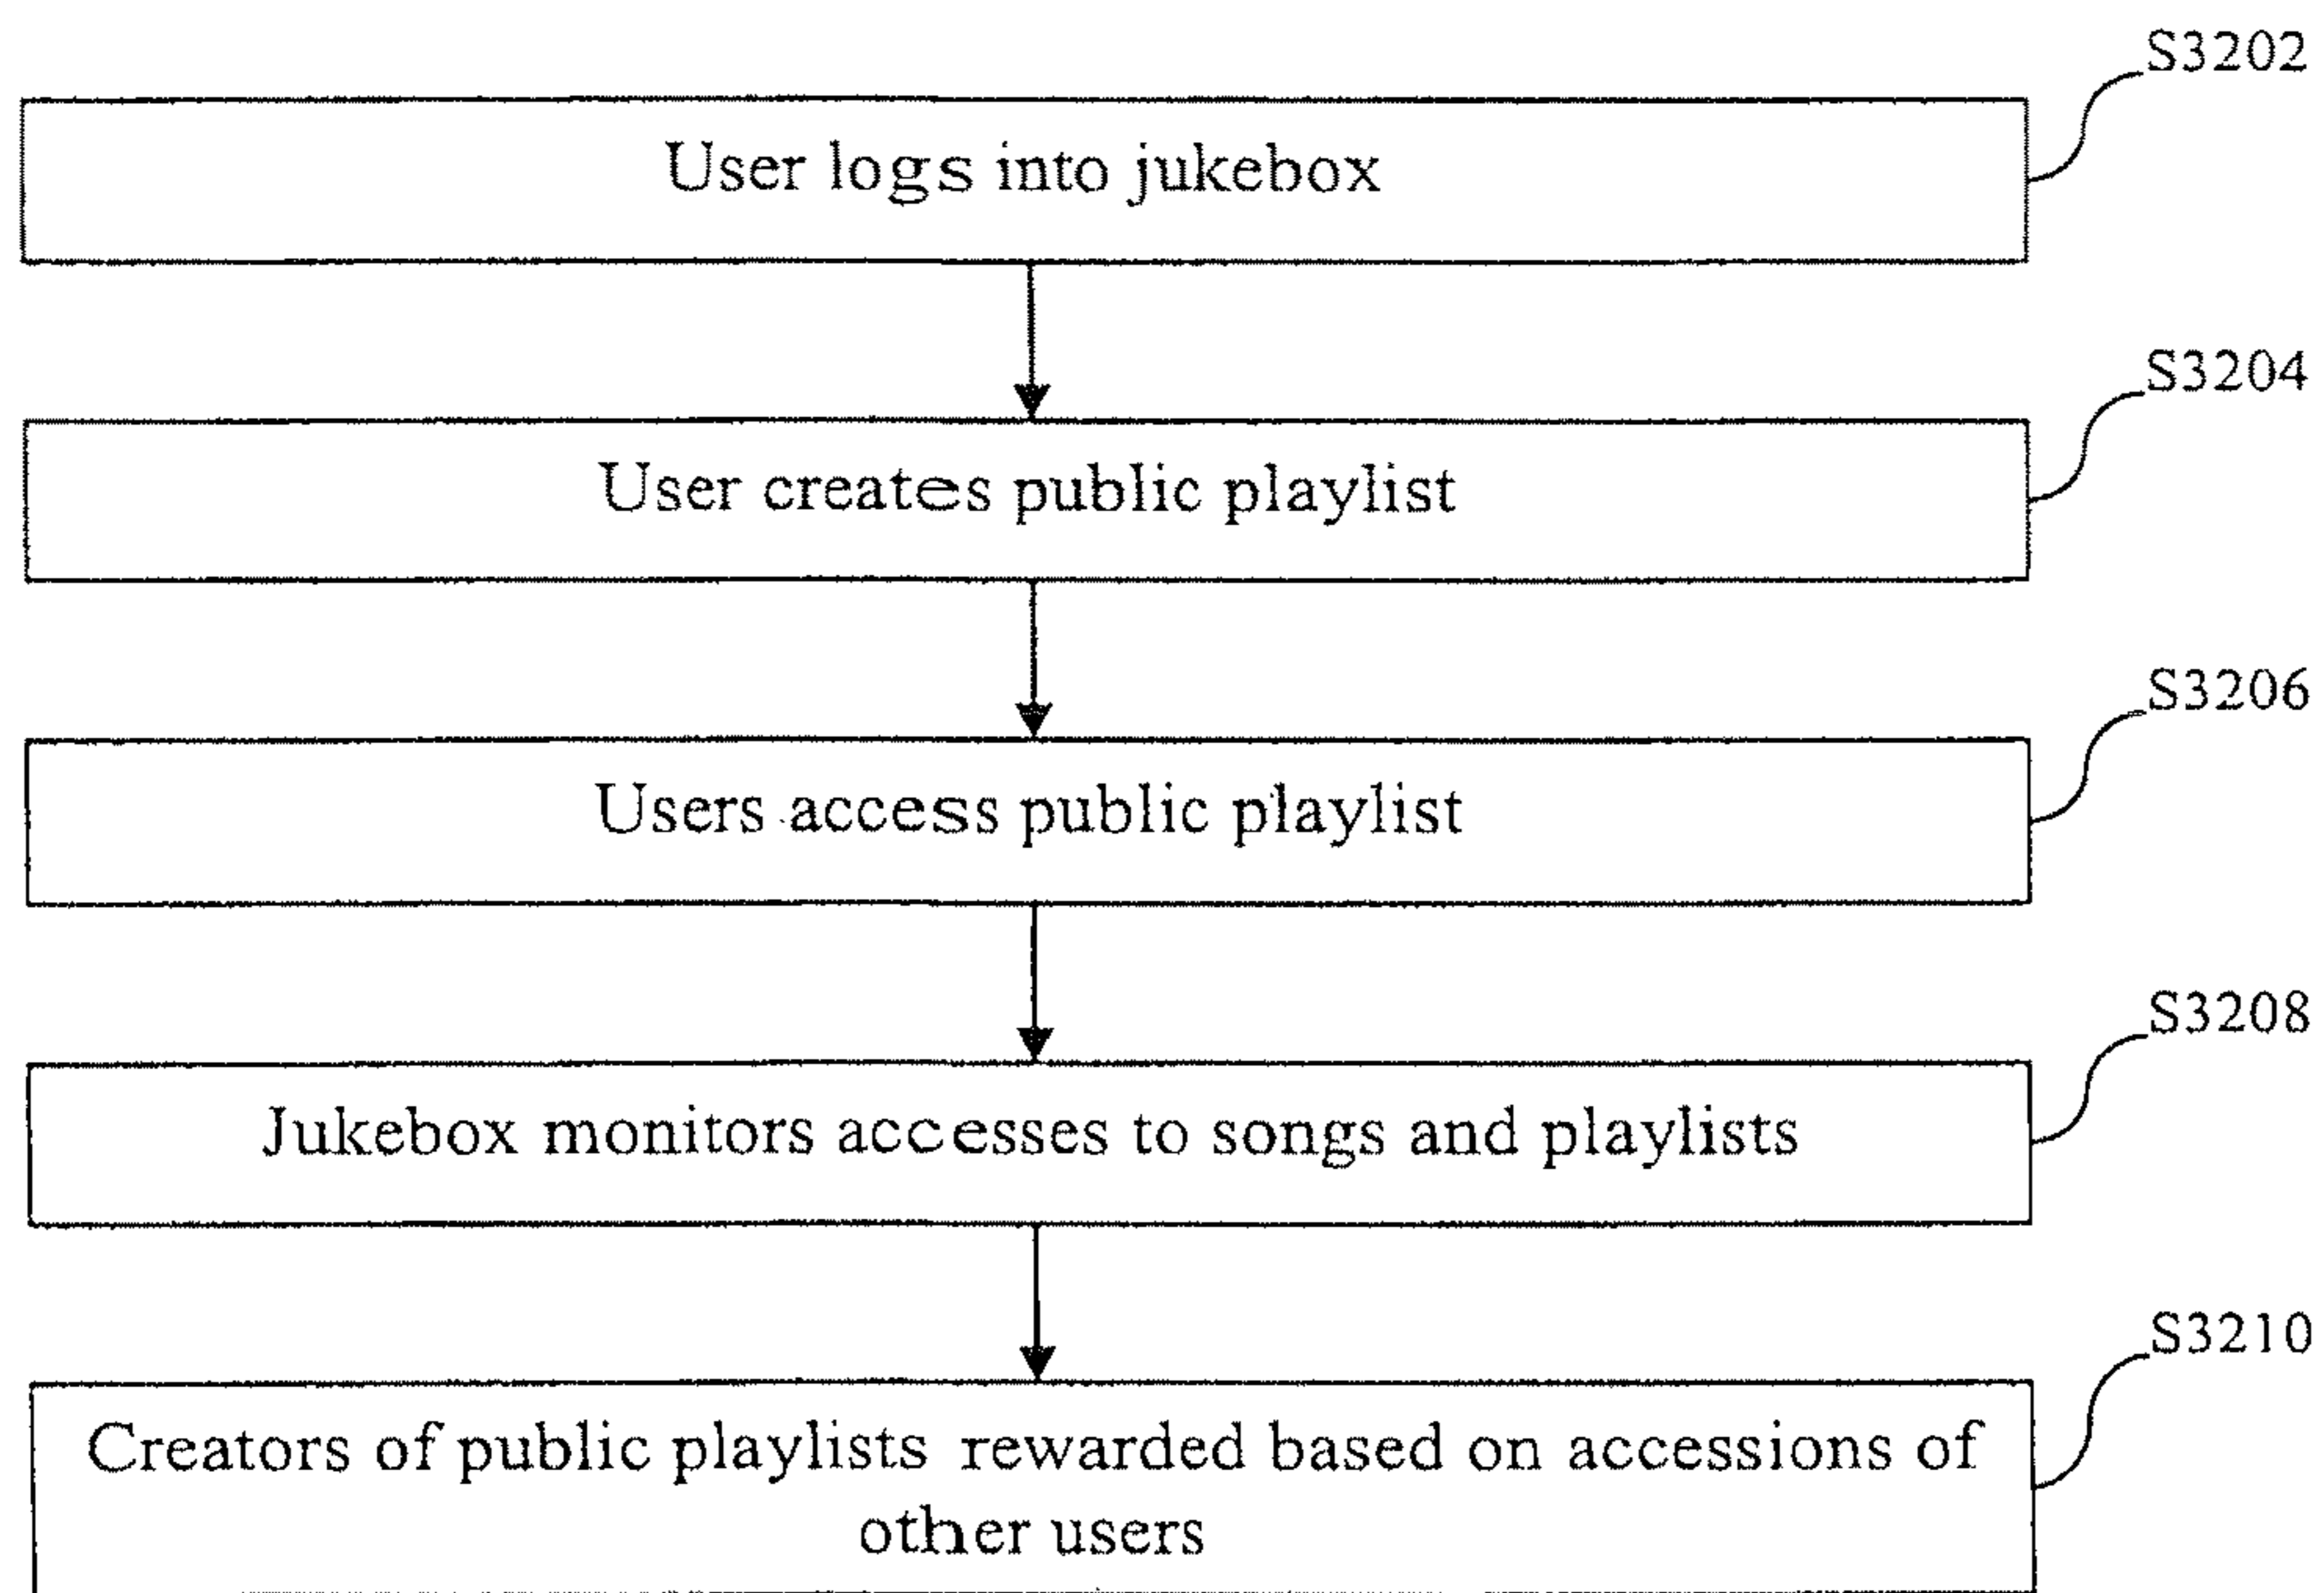 S3202
User logs into jukebox
S3204
User creates public playlist
S3206
Users access public playlist
S3208
Jukebox monitors accesses to songs and playlists
S3210
Creators of public playlists rewarded based on accessions of
other users